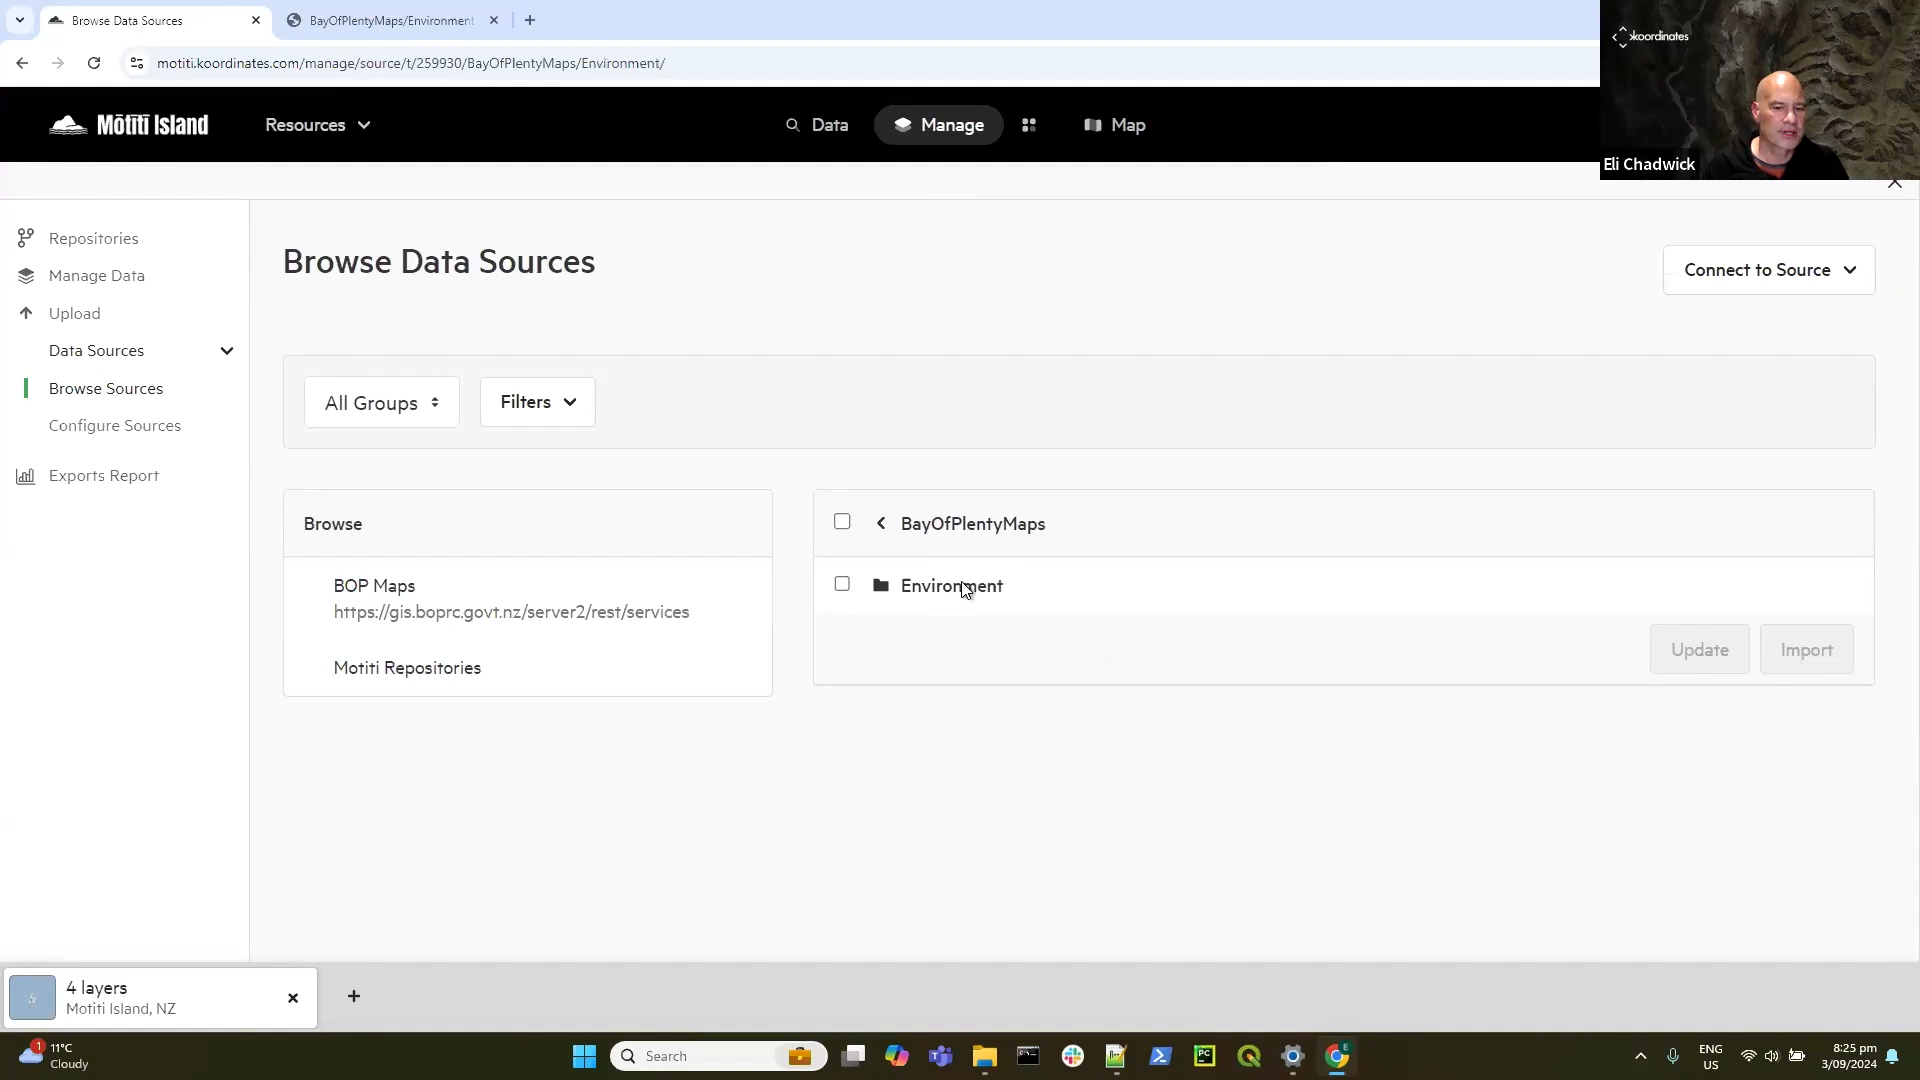 Browse Data Sources
BayOfPlentyMaps/Environment
motiti.koordinates.com/manage/source/t/259930/BayOfPlentyMaps/Environment/
koordinates
Mōtītī Island
Resources
Data
Manage
Map
Eli Chadwick
Repositories
Manage Data
Upload
Data Sources
Browse Sources
Configure Sources
Exports Report
Browse Data Sources
Connect to Source
All Groups
Filters
Browse
BOP Maps
https://gis.boprc.govt.nz/server2/rest/services
Motiti Repositories
BayOfPlentyMaps
Environment
Update
Import
4 layers
Motiti Island, NZ
1
11°C
Cloudy
Search
PC
E
ENG
US
8:25 pm
3/09/2024